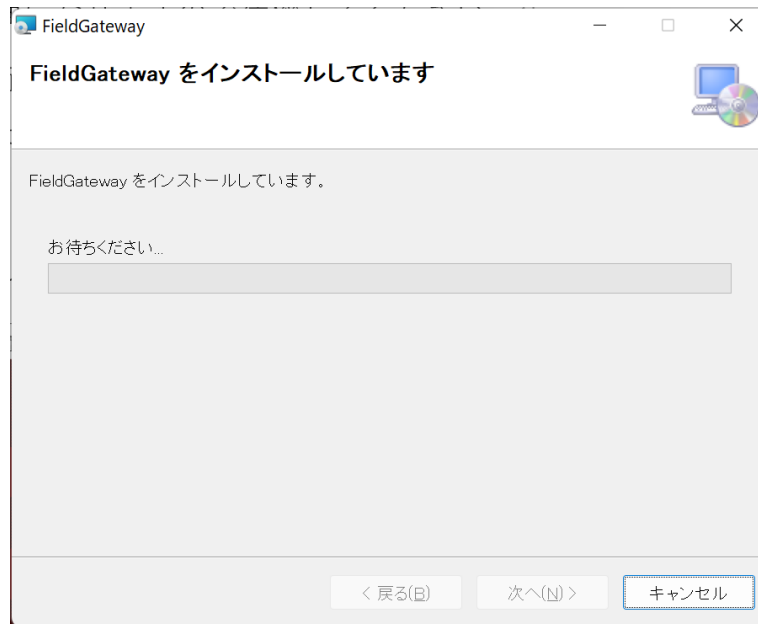 FieldGateway
FieldGateway をインストールしています
FieldGateway をインストールしています。
お待ちください...
< 戻る(B)
次へ(N) >
キャンセル